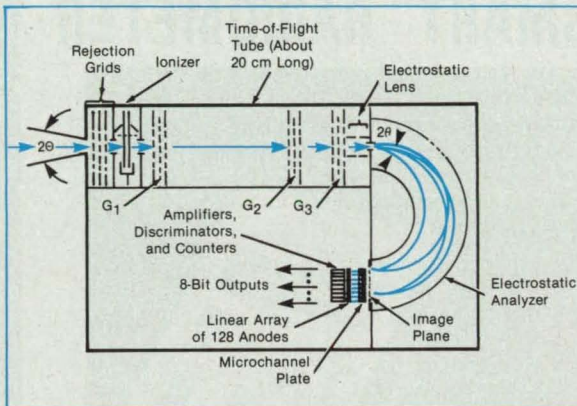 Time-of-Flight
Tube (About
20 cm Long)
Rejection
Grids
Ionizer
Electrostatic
Lens
2Θ
2θ
G1
G2
G3
Amplifiers,
Discriminators,
and Counters
8-Bit Outputs
Linear Array
of 128 Anodes
Microchannel
Plate
Image
Plane
Electrostatic
Analyzer